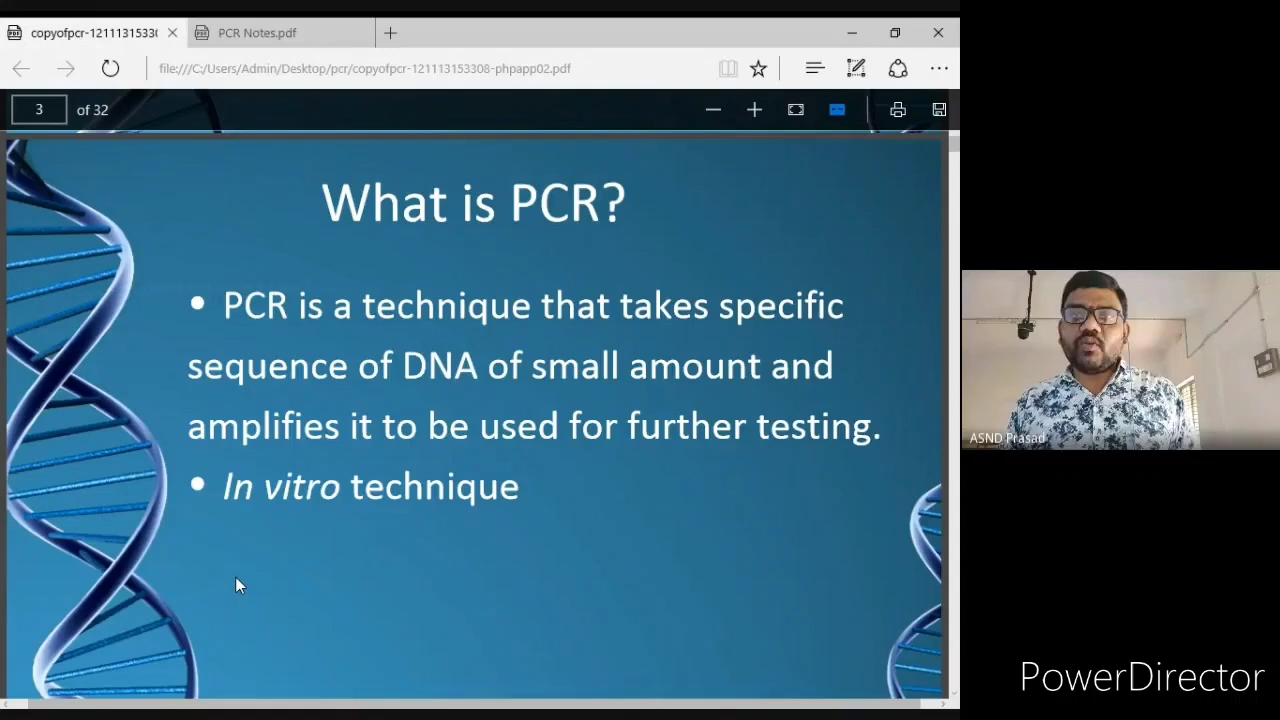 copyofpcr-121113153308
PCR Notes.pdf
file:///C:/Users/Admin/Desktop/pcr/copyofpcr-121113153308-phpapp02.pdf
3 of 32
What is PCR?
• PCR is a technique that takes specific
sequence of DNA of small amount and
amplifies it to be used for further testing.
• In vitro technique
ASND Prasad
PowerDirector